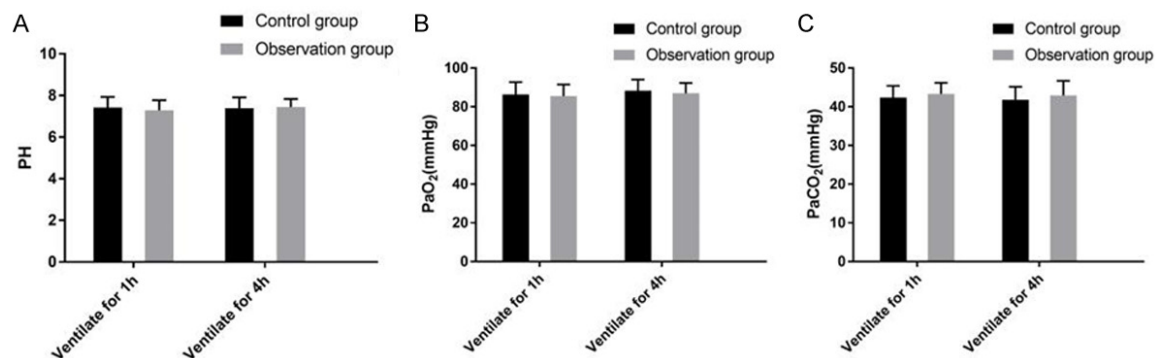 A
Control group
Observation group
PH
10
8
6
4
2
0
Ventilate for 1h
Ventilate for 4h
B
Control group
Observation group
PaO₂(mmHg)
100
80
60
40
20
0
Ventilate for 1h
Ventilate for 4h
C
Control group
Observation group
PaCO₂(mmHg)
50
40
30
20
10
0
Ventilate for 1h
Ventilate for 4h